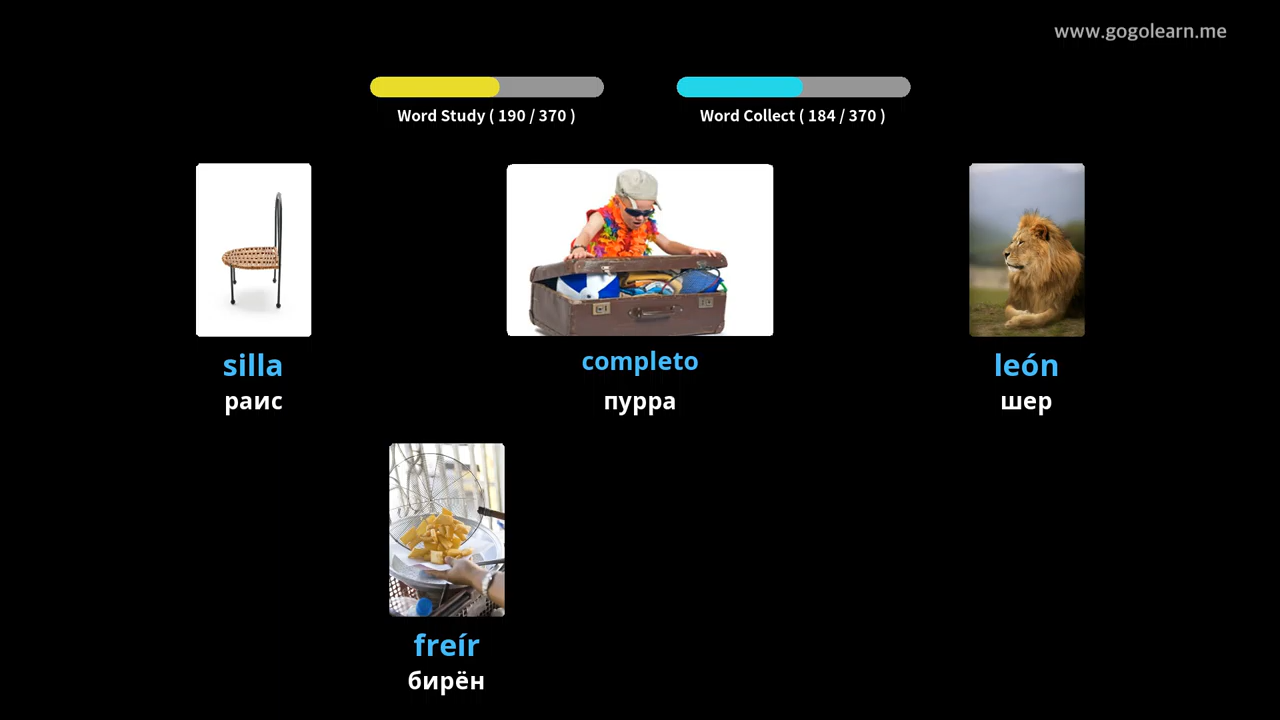 www.gogolearn.me
Word Study ( 190 / 370 )
Word Collect ( 184 / 370 )
silla
раис
completo
пурра
león
шер
freír
бирён